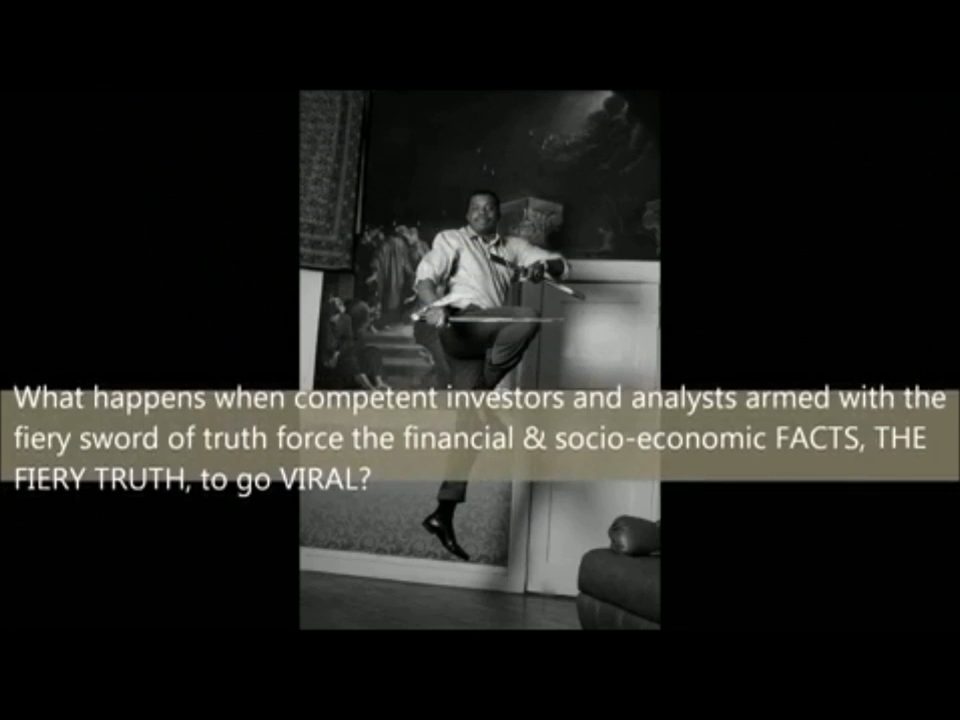 What happens when competent investors and analysts armed with the
fiery sword of truth force the financial & socio-economic FACTS, THE
FIERY TRUTH, to go VIRAL?